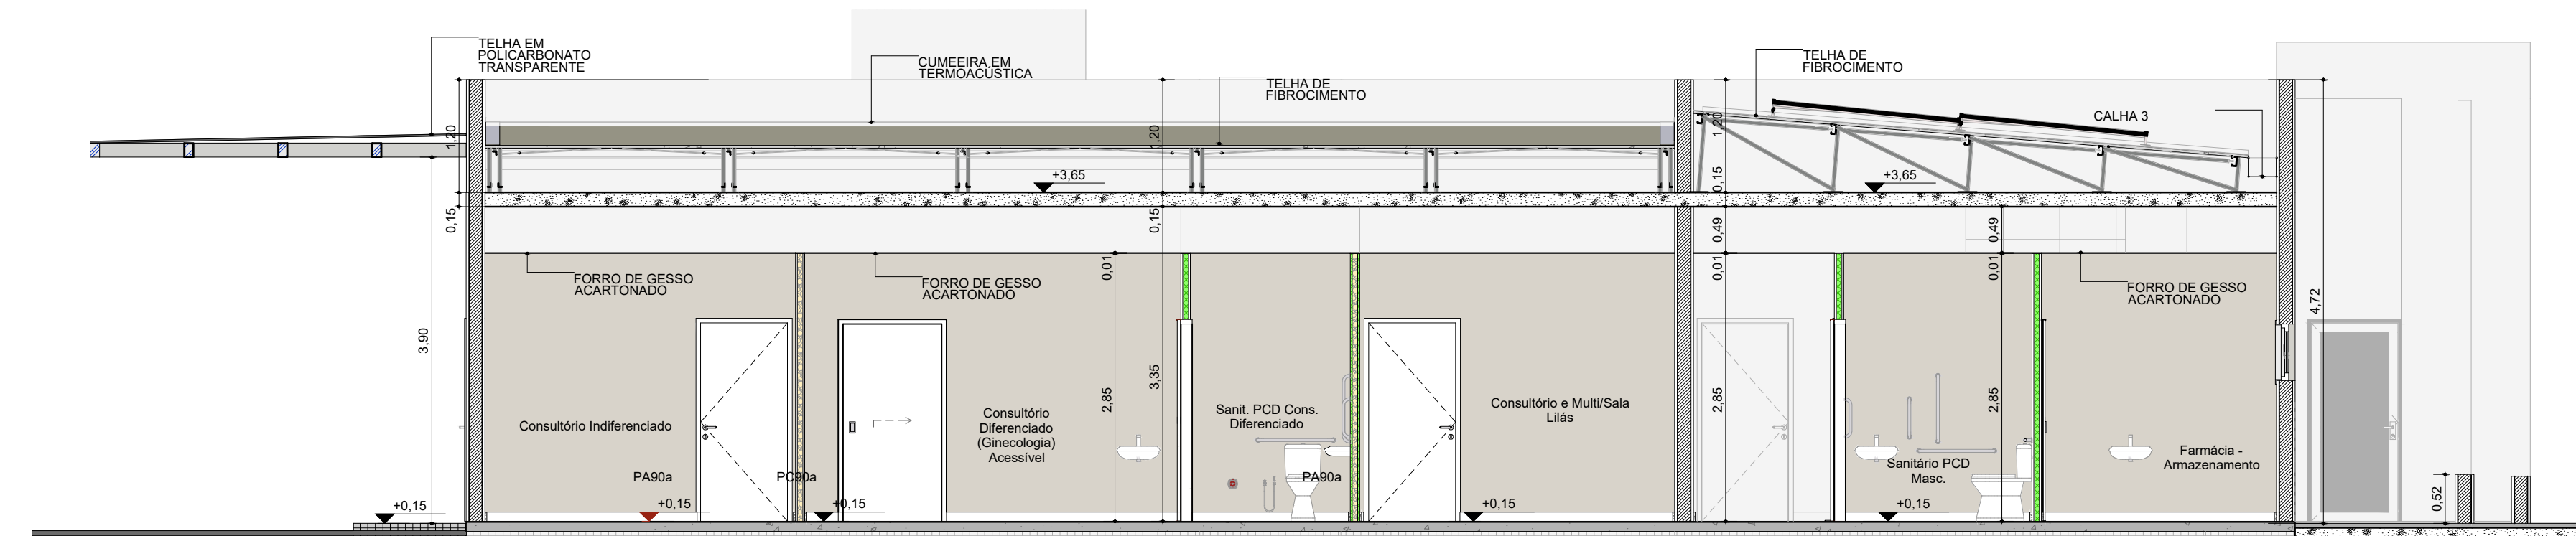 TELHA EM
POLICARBONATO
TRANSPARENTE
CUMEEIRA EM
TERMOACÚSTICA
TELHA DE
FIBROCIMENTO
TELHA DE
FIBROCIMENTO
CALHA 3
1,20
1,20
1,20
+3,65
+3,65
0,15
0,15
0,15
0,49
0,49
FORRO DE GESSO
ACARTONADO
FORRO DE GESSO
ACARTONADO
0,01
0,01
0,01
FORRO DE GESSO
ACARTONADO
4,72
3,90
3,35
2,85
2,85
2,85
Consultório Indiferenciado
Consultório
Diferenciado
(Ginecologia)
Acessível
Sanit. PCD Cons.
Diferenciado
Consultório e Multi/Sala
Lilás
Sanitário PCD
Masc.
Farmácia -
Armazenamento
PA90a
PC90a
PA90a
+0,15
+0,15
+0,15
+0,15
+0,15
0,52